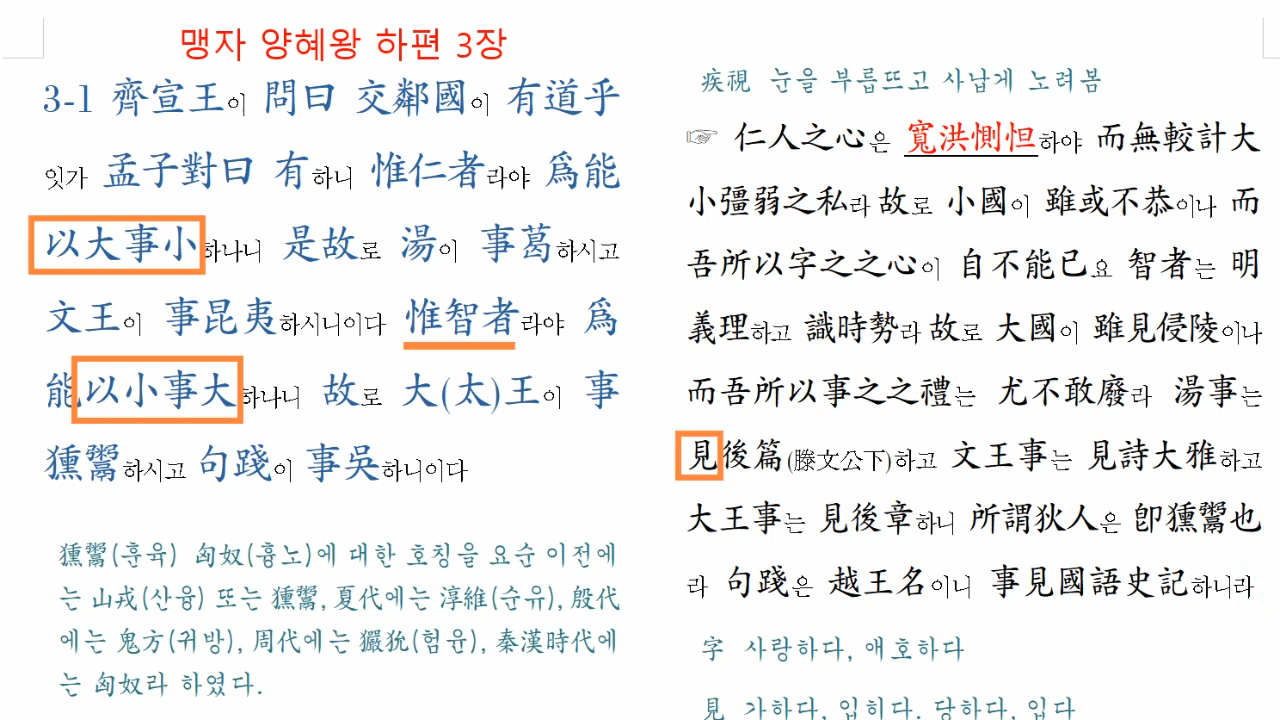 맹자 양혜왕 하편 3장
3-1 齊宣王이 問曰 交鄰國이 有道乎
잇가 孟子對曰 有하니 惟仁者라야 爲能
以大事小하나니 是故로 湯이 事葛하시고
文王이 事昆夷하시니이다 惟智者라야 爲
能以小事大하나니 故로 大(太)王이 事
獯鬻하시고 句踐이 事吳하니이다
獯鬻(훈육) 匈奴(흉노)에 대한 호칭을 요순 이전에
는 山戎(산융) 또는 獯鬻, 夏代에는 淳維(순유), 殷代
에는 鬼方(귀방), 周代에는 玁狁(험윤), 秦漢時代에
는 匈奴라 하였다.
疾視 눈을 부릅뜨고 사납게 노려봄
☞ 仁人之心은 寬洪惻怛하야 而無較計大
小彊弱之私라 故로 小國이 雖或不恭이나 而
吾所以字之之心이 自不能已요 智者는 明
義理하고 識時勢라 故로 大國이 雖見侵陵이나
而吾所以事之之禮는 尤不敢廢라 湯事는
見後篇(滕文公下)하고 文王事는 見詩大雅하고
大王事는 見後章하니 所謂狄人은 卽獯鬻也
라 句踐은 越王名이니 事見國語史記하니라
字 사랑하다, 애호하다
見 가하다, 입히다. 당하다, 입다